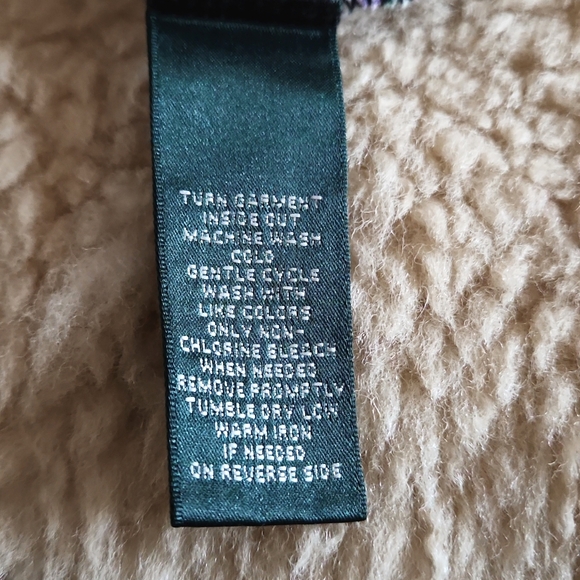 TURN GARMENT
INSIDE OUT
MACHINE WASH
COLD
GENTLE CYCLE
WASH WITH
LIKE COLORS
ONLY NON-
CHLORINE BLEACH
WHEN NEEDED
REMOVE PROMPTLY
TUMBLE DRY LOW
WARM IRON
IF NEEDED
ON REVERSE SIDE